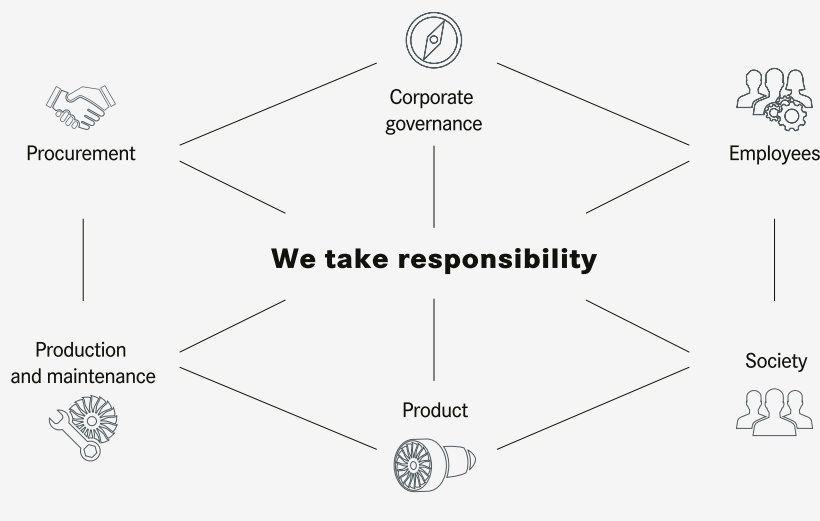 Corporate
governance
Procurement
Employees
We take responsibility
Production
and maintenance
Society
Product